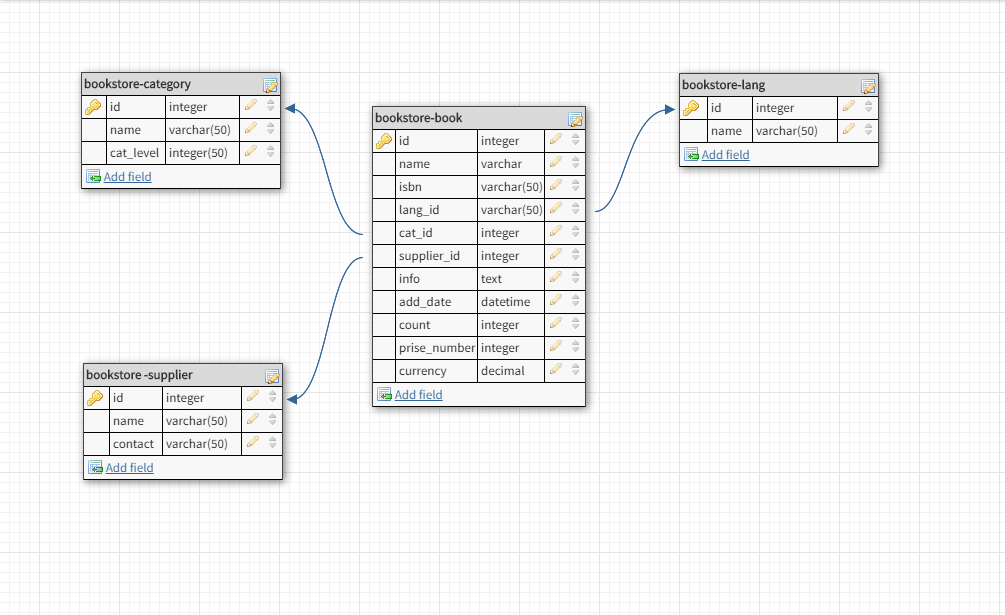 bookstore-category
id integer
name varchar(50)
cat_level integer(50)
Add field
bookstore-book
id integer
name varchar
isbn varchar(50)
lang_id varchar(50)
cat_id integer
supplier_id integer
info text
add_date datetime
count integer
prise_number integer
currency decimal
Add field
bookstore-lang
id integer
name varchar(50)
Add field
bookstore -supplier
id integer
name varchar(50)
contact varchar(50)
Add field